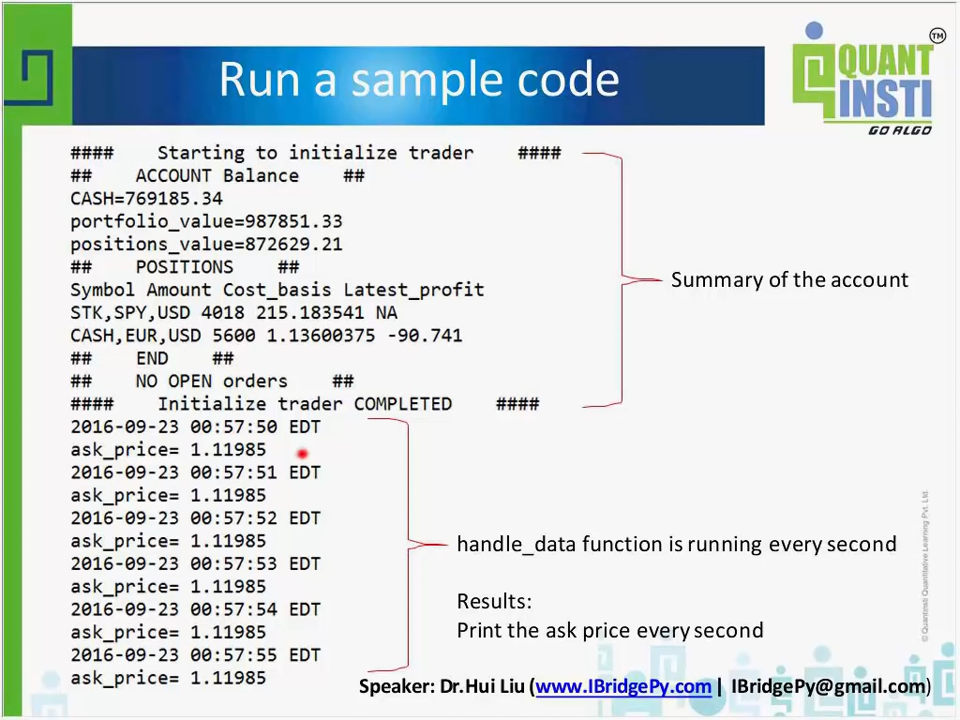 Run a sample code
QUANT
INSTI
TM
GO ALGO
#### Starting to initialize trader ####
## ACCOUNT Balance ##
CASH=769185.34
portfolio_value=987851.33
positions_value=872629.21
## POSITIONS ##
Symbol Amount Cost_basis Latest_profit
STK,SPY,USD 4018 215.183541 NA
CASH,EUR,USD 5600 1.13600375 -90.741
## END ##
## NO OPEN orders ##
#### Initialize trader COMPLETED ####
Summary of the account
2016-09-23 00:57:50 EDT
ask_price= 1.11985
2016-09-23 00:57:51 EDT
ask_price= 1.11985
2016-09-23 00:57:52 EDT
ask_price= 1.11985
2016-09-23 00:57:53 EDT
ask_price= 1.11985
2016-09-23 00:57:54 EDT
ask_price= 1.11985
2016-09-23 00:57:55 EDT
ask_price= 1.11985
handle_data function is running every second
Results:
Print the ask price every second
© QuantInsti Quantitative Learning Pvt. Ltd.
Speaker: Dr.Hui Liu (www.IBridgePy.com | IBridgePy@gmail.com)